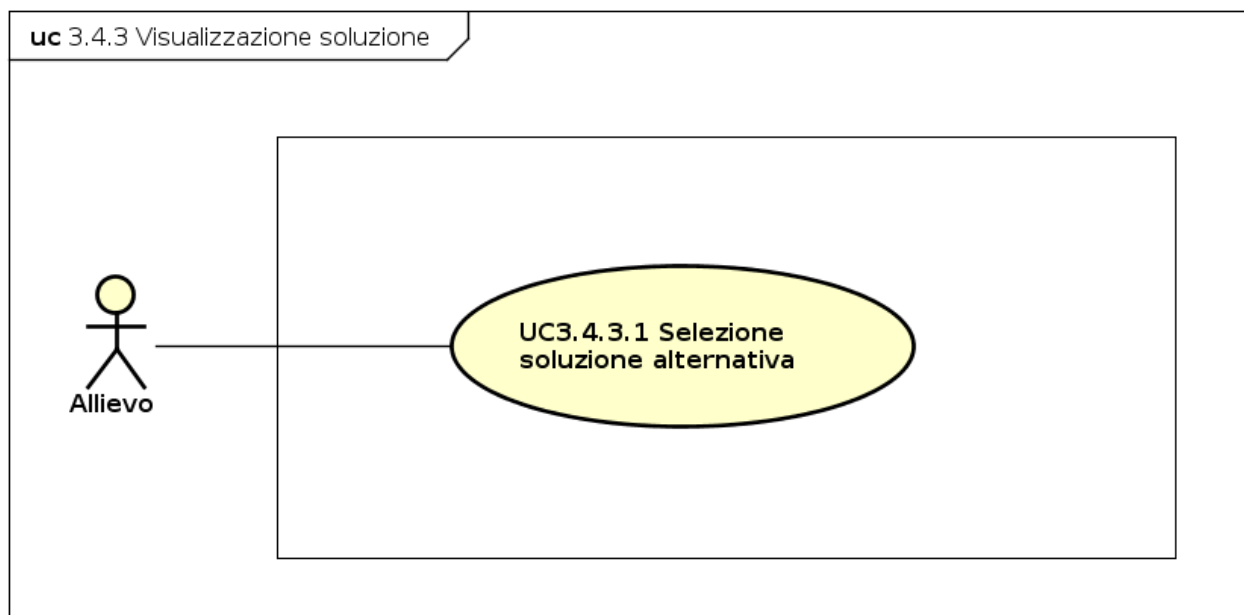 uc 3.4.3 Visualizzazione soluzione
UC3.4.3.1 Selezione
soluzione alternativa
Allievo